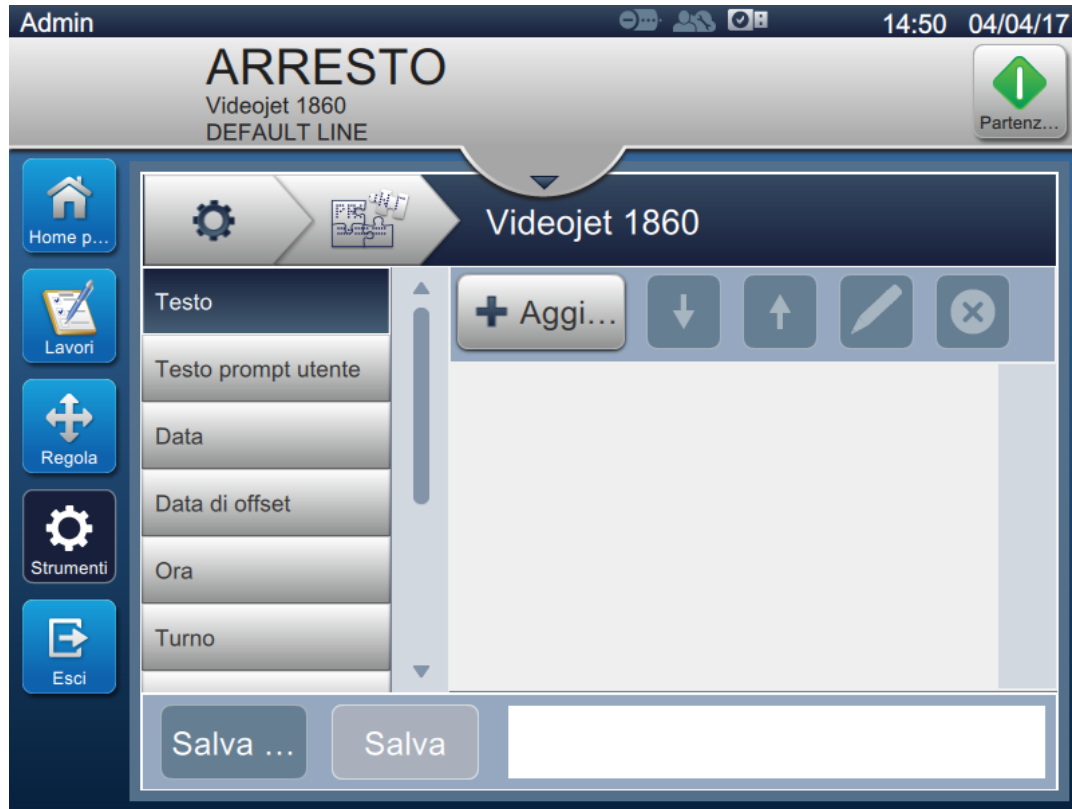 Admin
14:50 04/04/17
ARRESTO
Videojet 1860
DEFAULT LINE
Partenz...
Home p...
Videojet 1860
Testo
Aggi...
Lavori
Testo prompt utente
Data
Regola
Data di offset
Strumenti
Ora
Turno
Esci
Salva ...
Salva